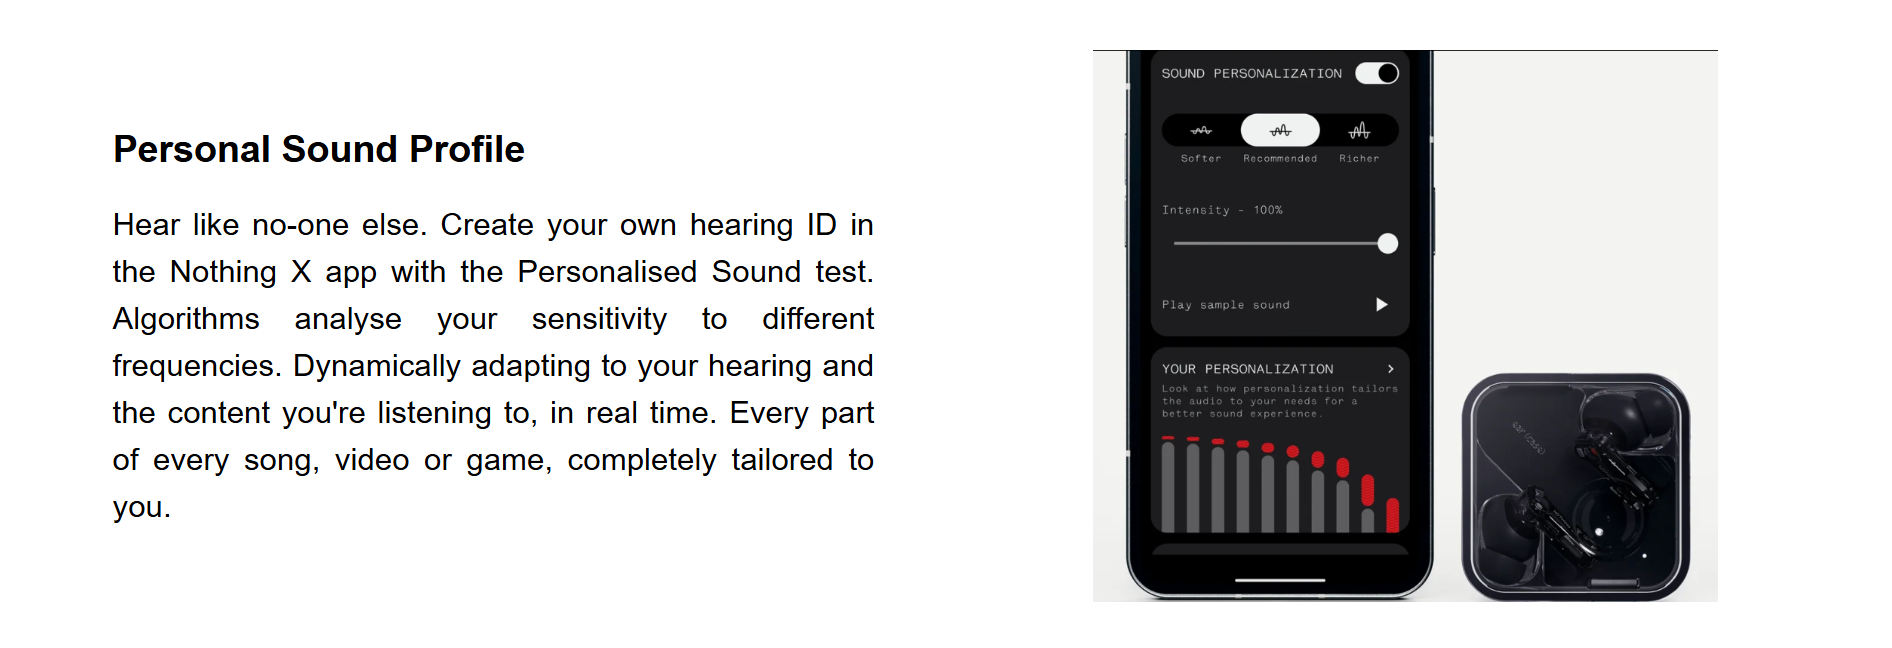 Personal Sound Profile
Hear like no-one else. Create your own hearing ID in
the Nothing X app with the Personalised Sound test.
Algorithms analyse your sensitivity to different
frequencies. Dynamically adapting to your hearing and
the content you're listening to, in real time. Every part
of every song, video or game, completely tailored to
you.
SOUND PERSONALIZATION
Softer Recommended Richer
Intensity - 100%
Play sample sound
YOUR PERSONALIZATION
Look at how personalization tailors
the audio to your needs for a
better sound experience.